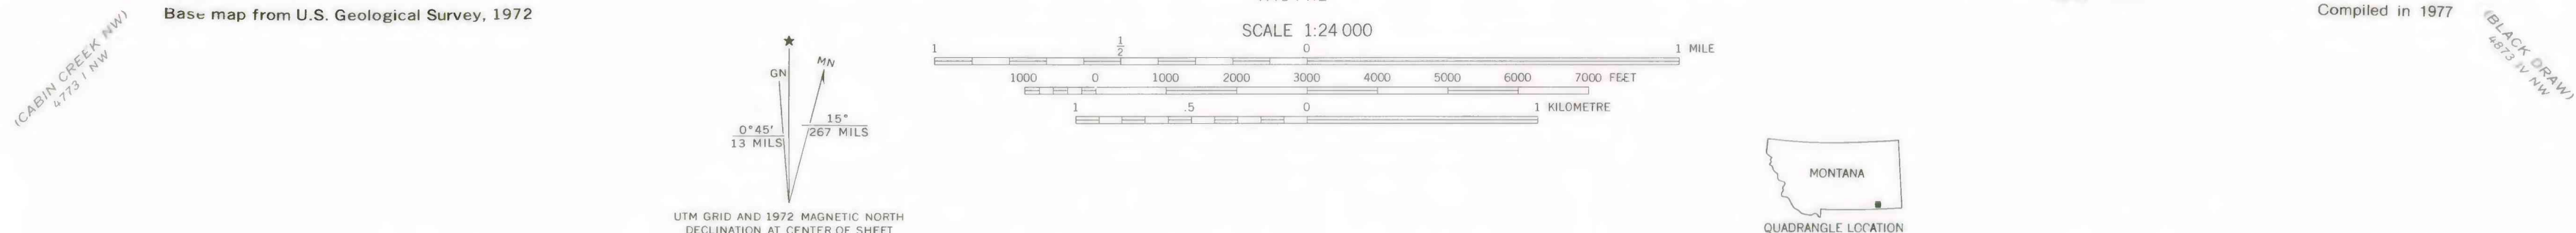 Base map from U.S. Geological Survey, 1972
Compiled in 1977
(CABIN CREEK NW)
4773 I NW
(BLACK DRAW)
4873 IV NW
SCALE 1:24 000
1 1/2 0 1 MILE
1000 0 1000 2000 3000 4000 5000 6000 7000 FEET
1 .5 0 1 KILOMETRE
★
GN
MN
0°45'
13 MILS
15°
267 MILS
UTM GRID AND 1972 MAGNETIC NORTH
DECLINATION AT CENTER OF SHEET
MONTANA
QUADRANGLE LOCATION